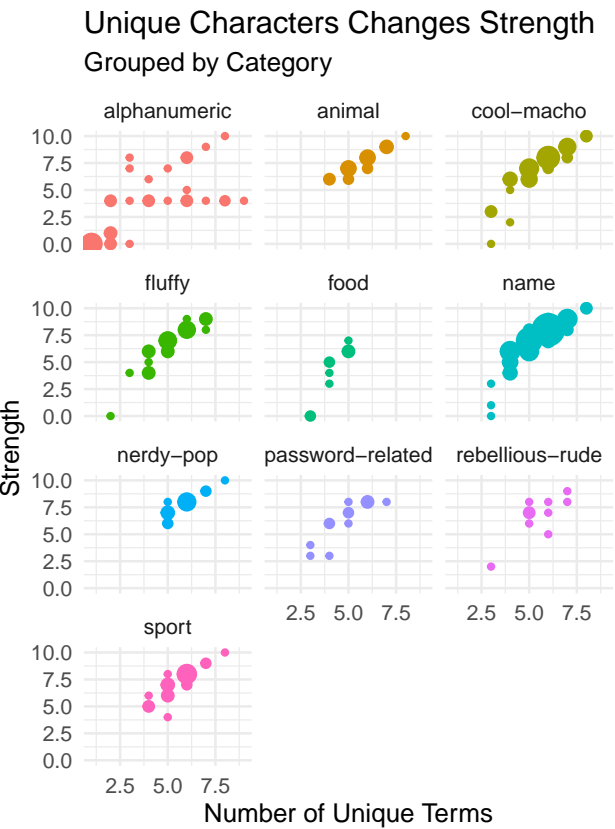 Unique Characters Changes Strength
Grouped by Category
alphanumeric animal cool−macho
10.0
7.5
5.0
2.5
0.0
fluffy food name
10.0
7.5
5.0
2.5
0.0
Strength
nerdy−pop password−related rebellious−rude
10.0
7.5
5.0
2.5
0.0
2.5 5.0 7.5 2.5 5.0 7.5
sport
10.0
7.5
5.0
2.5
0.0
2.5 5.0 7.5
Number of Unique Terms